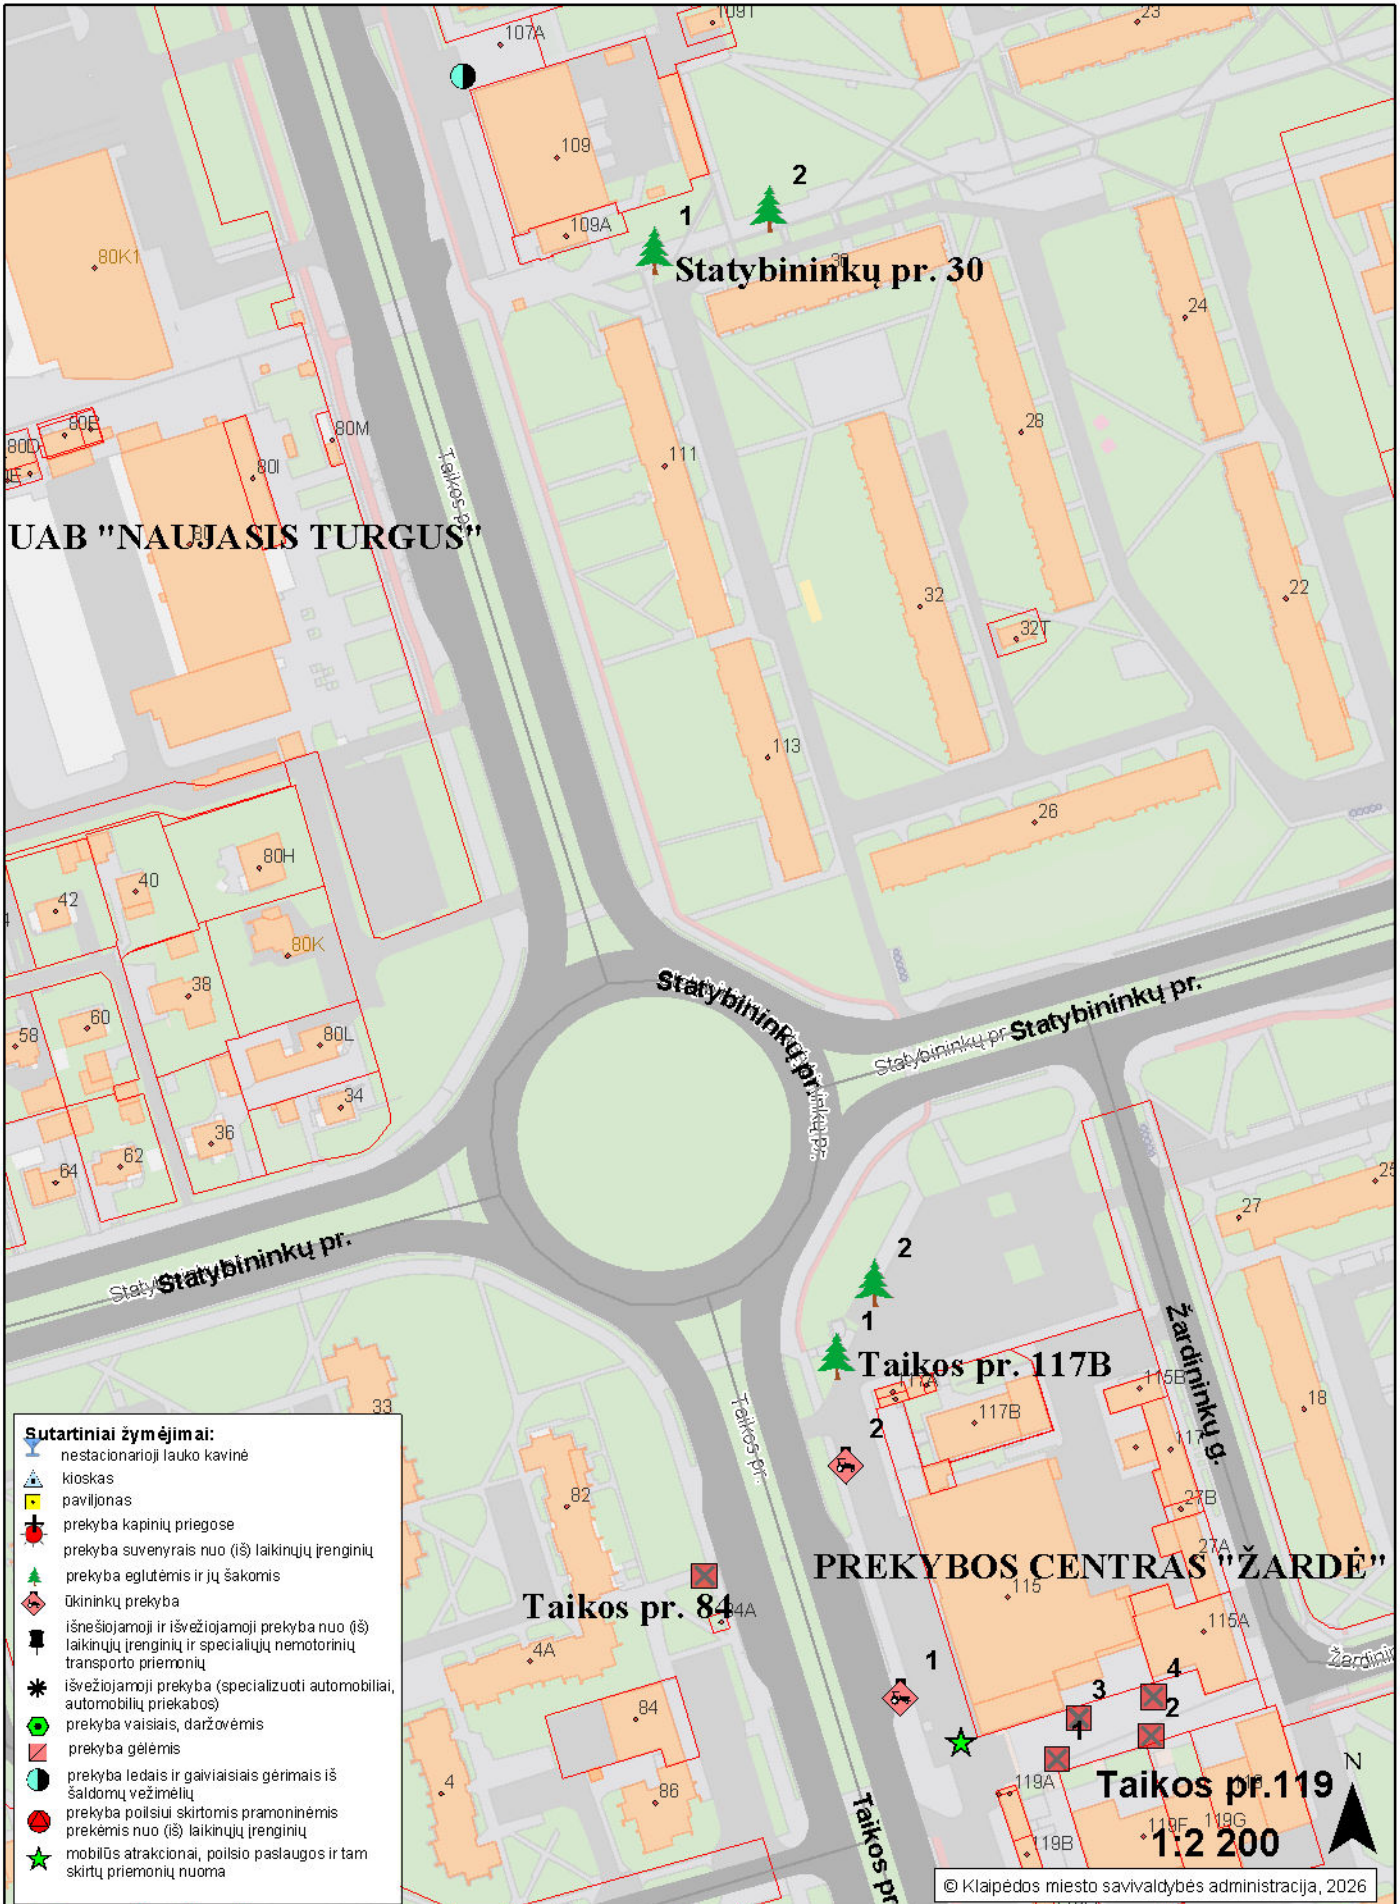 109T
23
107A
109
2
1
109A
Statybininkų pr. 30
80K1
24
80M
28
80D
80I
111
Taikos pr.
UAB "NAUJASIS TURGUS"
80
32
22
32T
113
26
80H
40
42
80K
38
60
58
80L
34
36
62
64
Statybininkų pr.
Statybininkų pr.
Statybininkų pr.
Statybininkų pr.
27
25
2
1
Taikos pr. 117B
117A
115B
117B
117
2
Žardininkų g.
18
Taikos pr.
33
82
27B
27A
PREKYBOS CENTRAS "ŽARDĖ"
115
115A
Taikos pr. 84
84A
4A
1
84
4
86
3
4
2
1
119A
Taikos pr.119
119F
119G
119B
1:2 200
N
Taikos pr
Sutartiniai žymėjimai:
nestacionarioji lauko kavinė
kioskas
paviljonas
prekyba kapinių priegose
prekyba suvenyrais nuo (iš) laikinųjų įrenginių
prekyba eglutėmis ir jų šakomis
ūkininkų prekyba
išnešiojamoji ir išvežiojamoji prekyba nuo (iš)
laikinųjų įrenginių ir specialiųjų nemotorinių
transporto priemonių
išvežiojamoji prekyba (specializuoti automobiliai,
automobilių priekabos)
prekyba vaisiais, daržovėmis
prekyba gėlėmis
prekyba ledais ir gaiviaisiais gėrimais iš
šaldomų vežimėlių
prekyba poilsiui skirtomis pramoninėmis
prekėmis nuo (iš) laikinųjų įrenginių
mobilūs atrakcionai, poilsio paslaugos ir tam
skirtų priemonių nuoma
© Klaipėdos miesto savivaldybės administracija, 2026